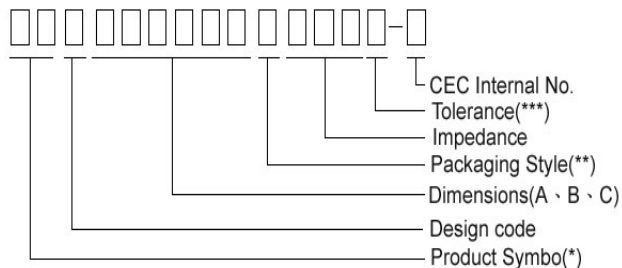 CEC Internal No.
Tolerance(***)
Impedance
Packaging Style(**)
Dimensions(A、B、C)
Design code
Product Symbo(*)